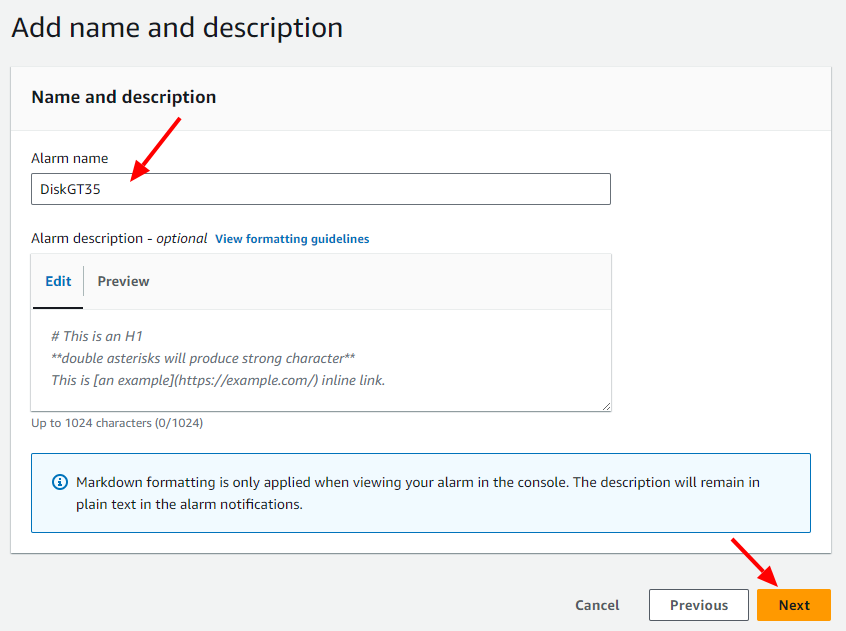 Add name and description
Name and description
Alarm name
DiskGT35
Alarm description - optional View formatting guidelines
Edit Preview
# This is an H1
**double asterisks will produce strong character**
This is [an example](https://example.com/) inline link.
Up to 1024 characters (0/1024)
Markdown formatting is only applied when viewing your alarm in the console. The description will remain in
plain text in the alarm notifications.
Cancel Previous Next